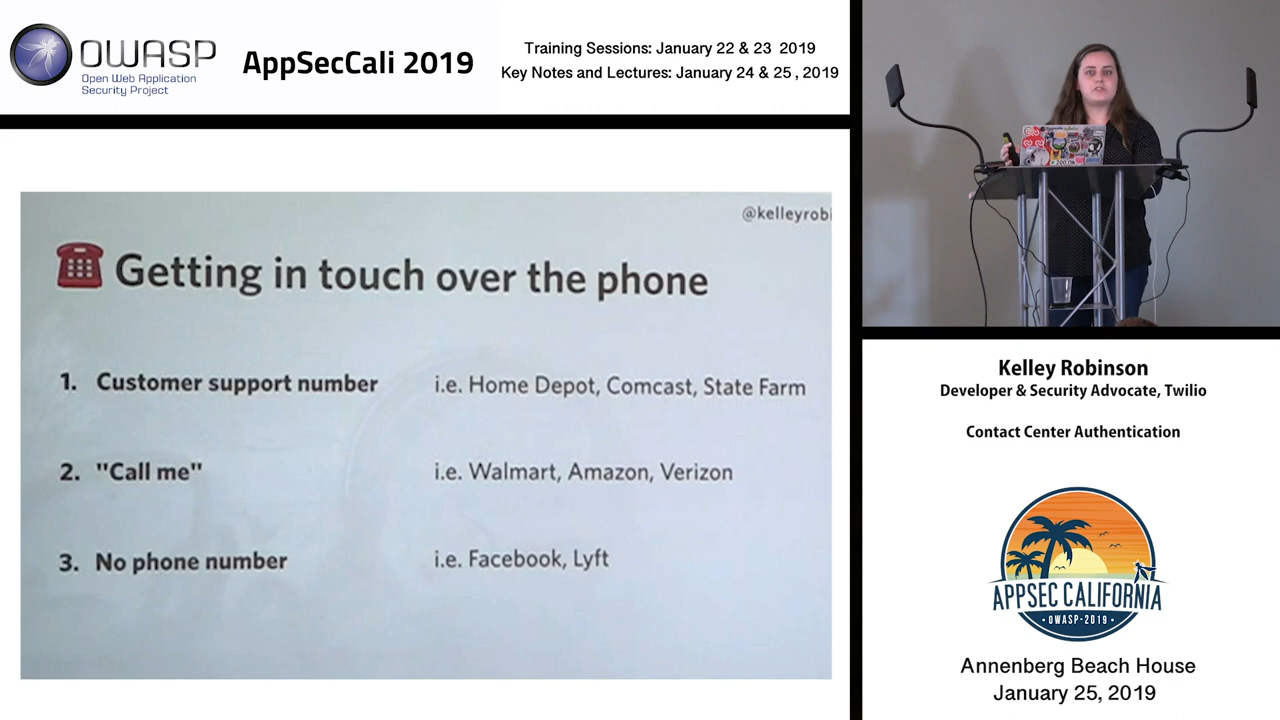 OWASP
Open Web Application
Security Project
AppSecCali 2019
Training Sessions: January 22 & 23 2019
Key Notes and Lectures: January 24 & 25, 2019
@kelleyrobi
Getting in touch over the phone
1. Customer support number i.e. Home Depot, Comcast, State Farm
2. "Call me" i.e. Walmart, Amazon, Verizon
3. No phone number i.e. Facebook, Lyft
Kelley Robinson
Developer & Security Advocate, Twilio
Contact Center Authentication
APPSEC CALIFORNIA
• OWASP-2019 •
Annenberg Beach House
January 25, 2019